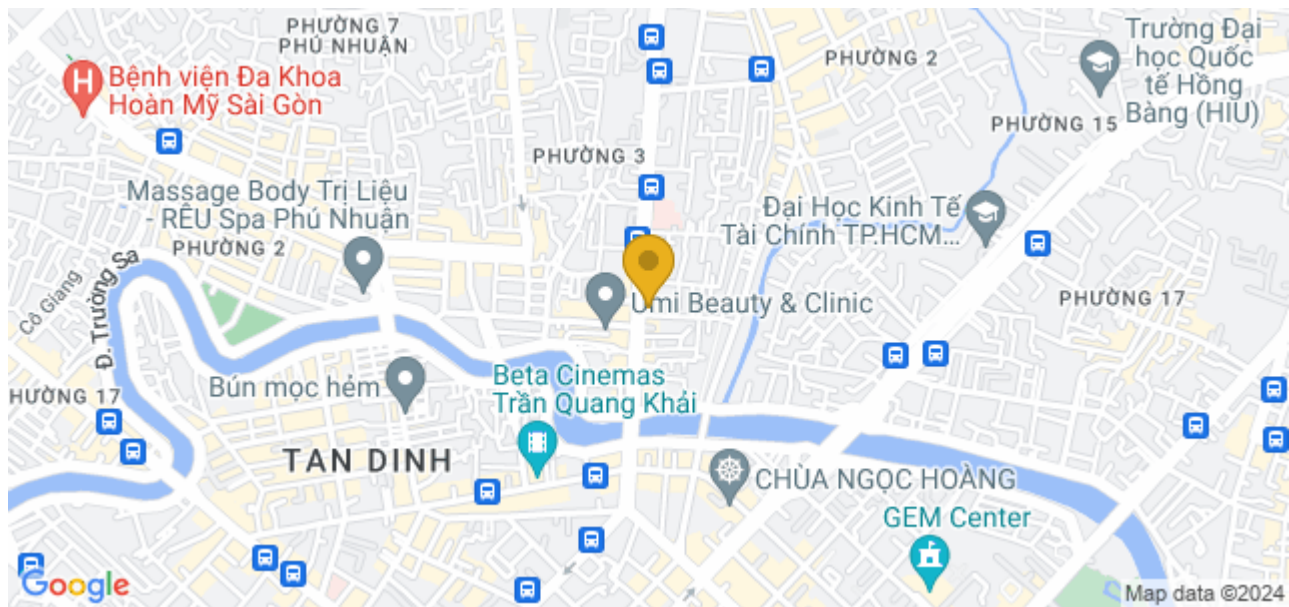 PHƯỜNG 7
PHÚ NHUẬN
Bệnh viện Đa Khoa
Hoàn Mỹ Sài Gòn
PHƯỜNG 2
Trường Đại
học Quốc
tế Hồng
Bàng (HIU)
PHƯỜNG 15
PHƯỜNG 3
Massage Body Trị Liệu
- RÊU Spa Phú Nhuận
PHƯỜNG 2
Đại Học Kinh Tế
Tài Chính TP.HCM...
Cô Giang
Đ. Trường Sa
Umi Beauty & Clinic
PHƯỜNG 17
Bún mọc hẻm
Beta Cinemas
Trần Quang Khải
HƯỜNG 17
TAN DINH
CHÙA NGỌC HOÀNG
GEM Center
Google
Map data ©2024